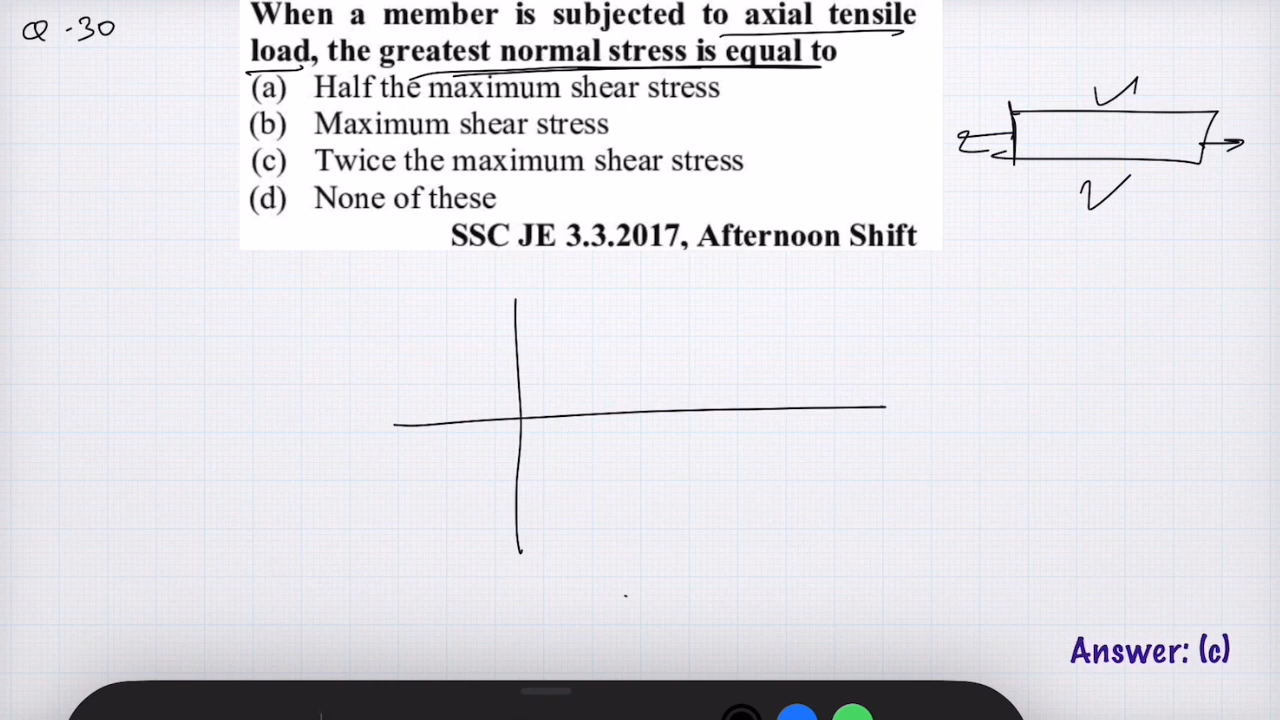 Q - 30
When a member is subjected to axial tensile
load, the greatest normal stress is equal to
(a) Half the maximum shear stress
(b) Maximum shear stress
(c) Twice the maximum shear stress
(d) None of these
SSC JE 3.3.2017, Afternoon Shift
Answer: (c)